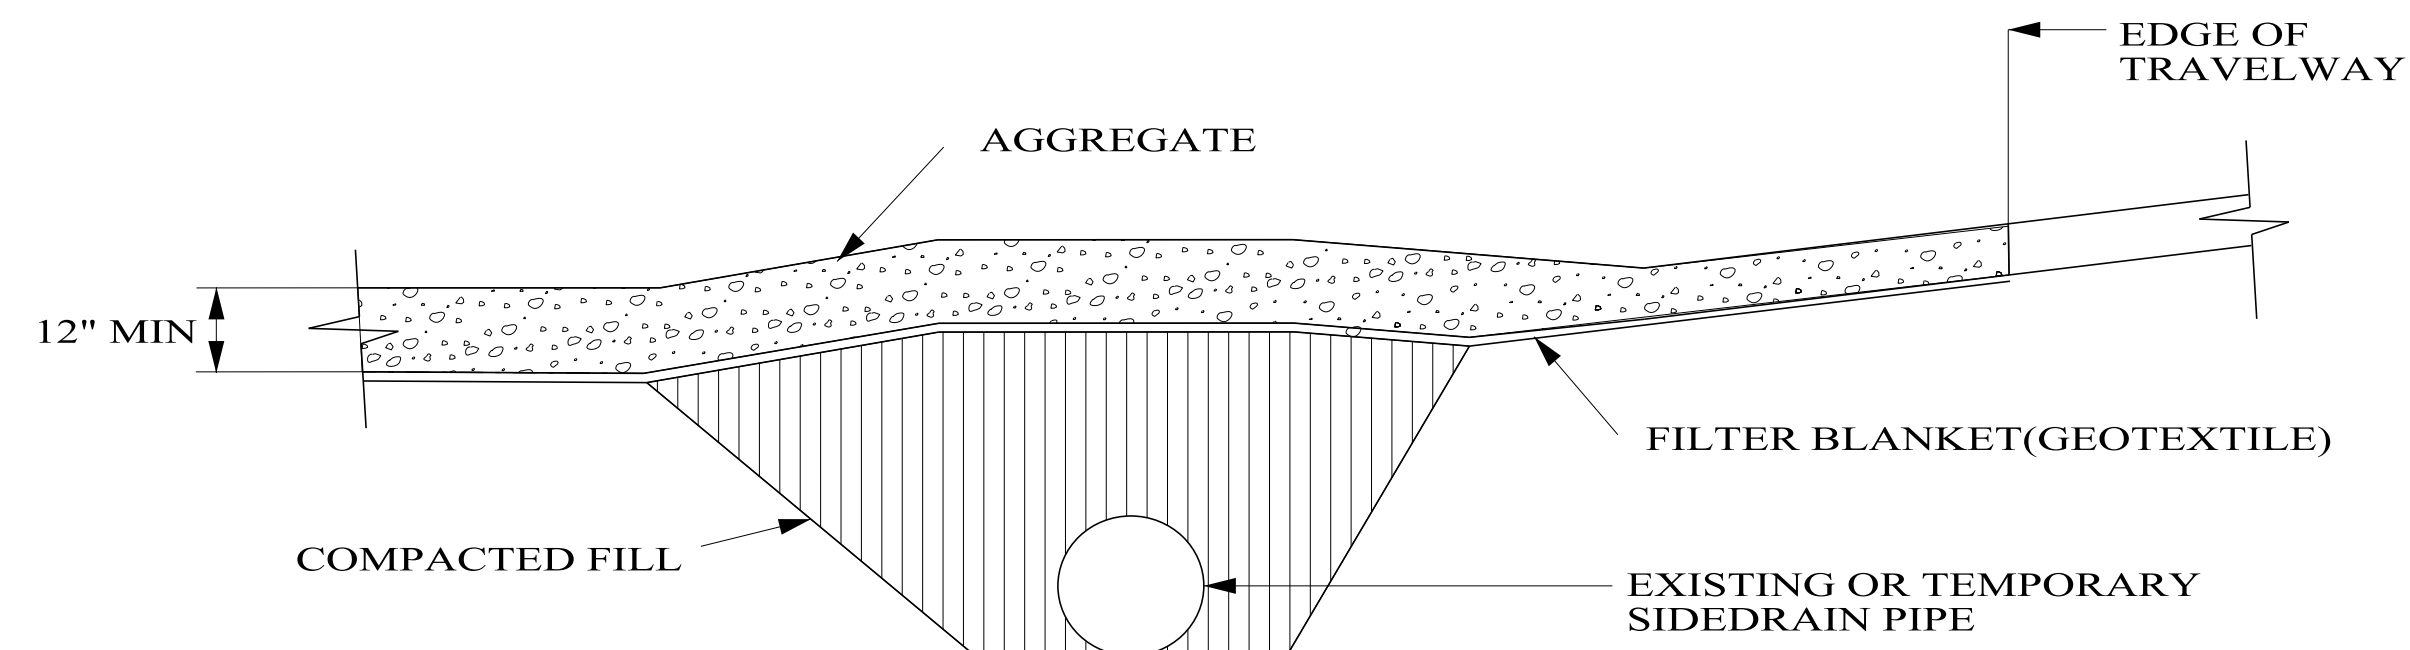 EDGE OF
TRAVELWAY
AGGREGATE
12" MIN
FILTER BLANKET(GEOTEXTILE)
COMPACTED FILL
EXISTING OR TEMPORARY
SIDEDRAIN PIPE